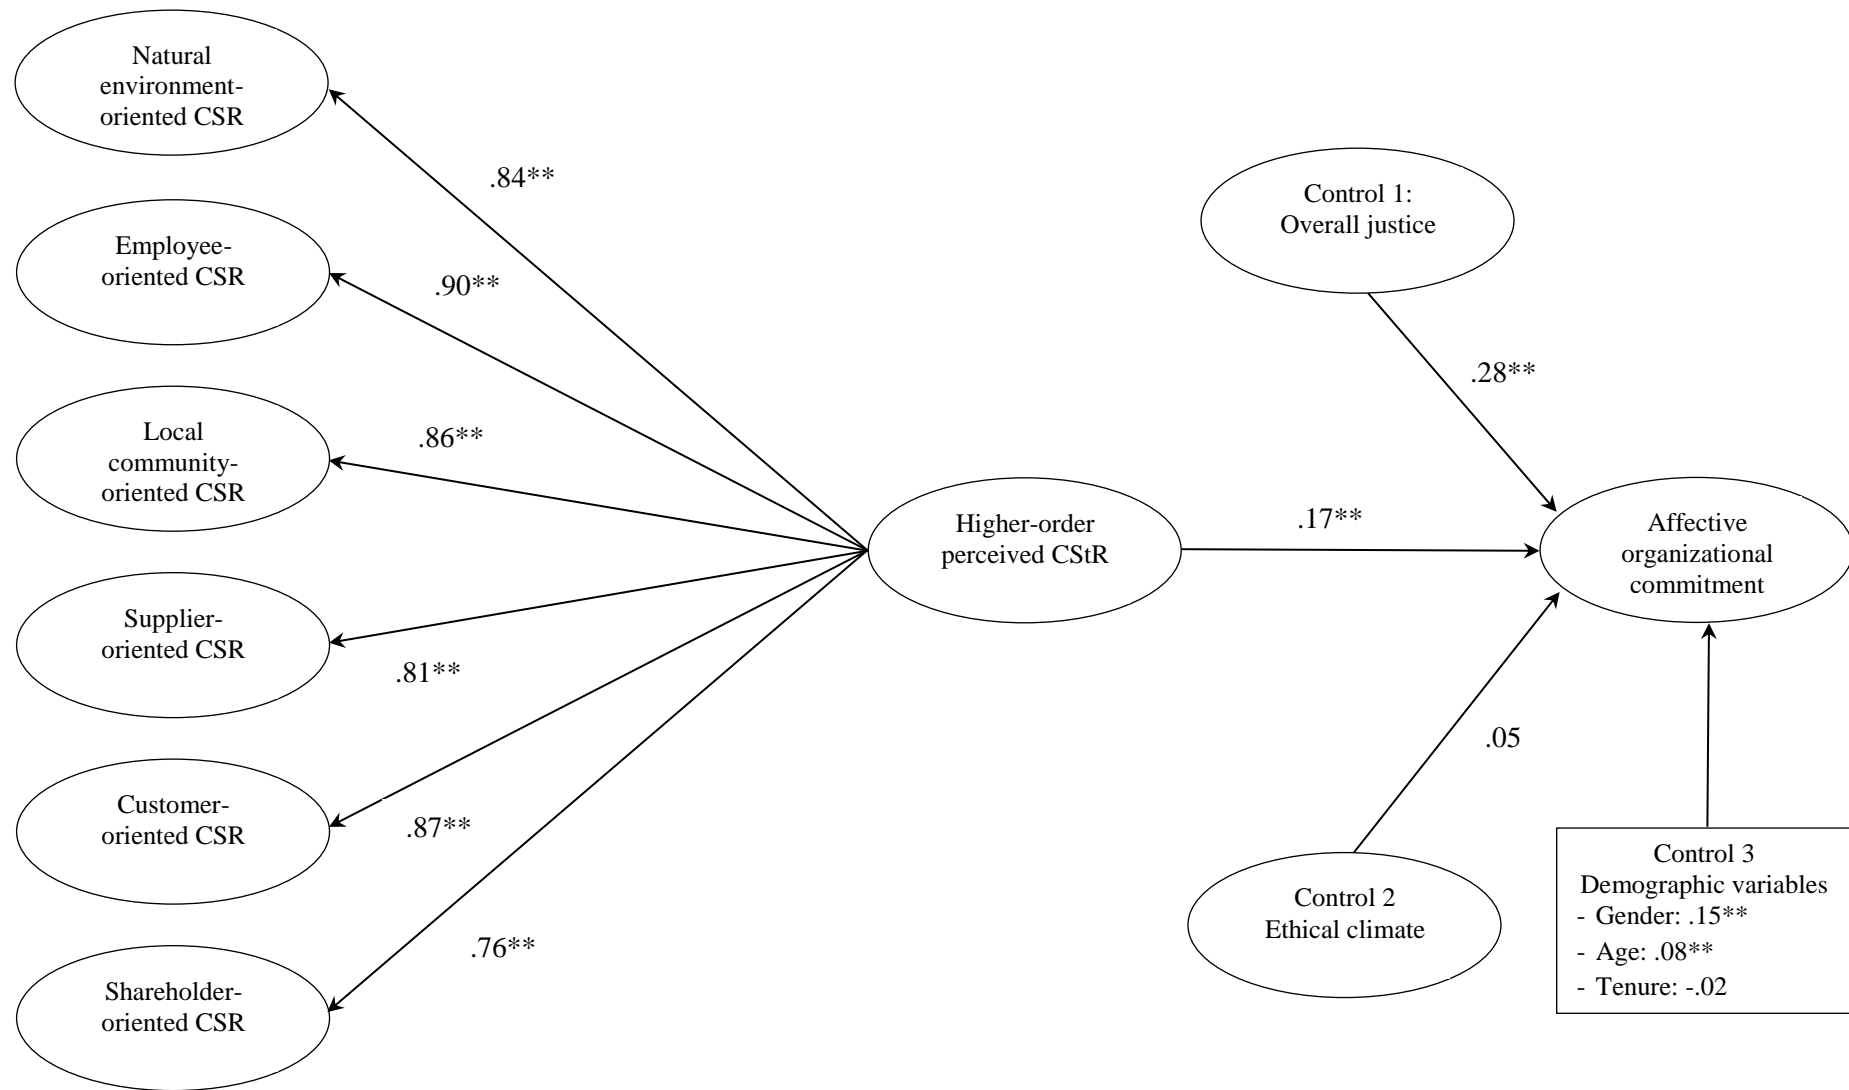 Natural
environment-
oriented CSR
.84**
Employee-
oriented CSR
.90**
Local
community-
oriented CSR
.86**
Supplier-
oriented CSR
.81**
Customer-
oriented CSR
.87**
Shareholder-
oriented CSR
.76**
Higher-order
perceived CStR
.17**
Control 1:
Overall justice
.28**
Affective
organizational
commitment
.05
Control 2
Ethical climate
Control 3
Demographic variables
- Gender: .15**
- Age: .08**
- Tenure: -.02